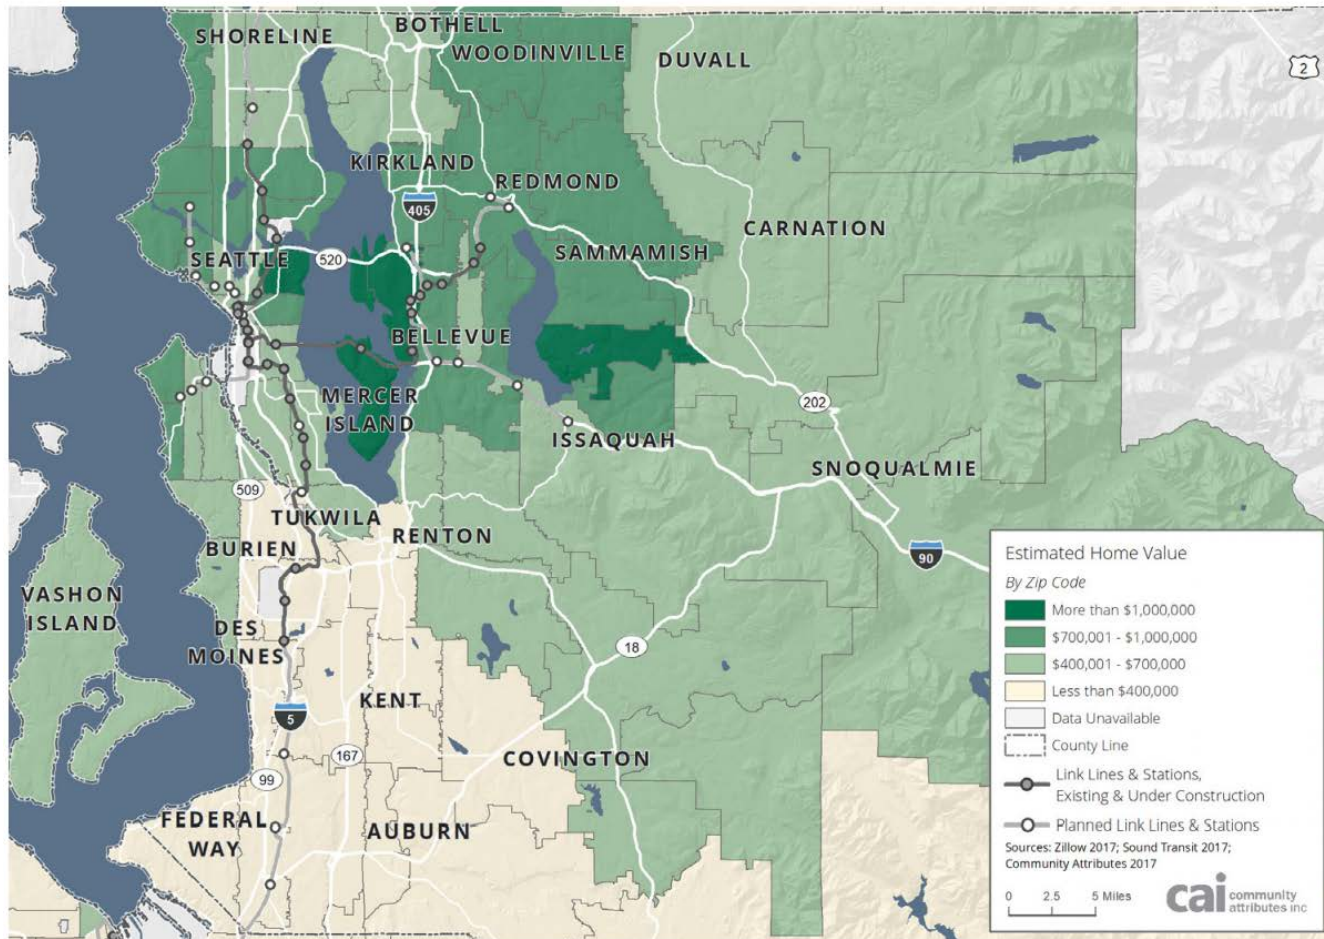 SHORELINE
BOTHELL
WOODINVILLE
DUVALL
2
KIRKLAND
REDMOND
405
CARNATION
SEATTLE
520
SAMMAMISH
BELLEVUE
MERCER
ISLAND
202
ISSAQUAH
SNOQUALMIE
509
TUKWILA
RENTON
BURIEN
90
VASHON
ISLAND
DES
MOINES
18
KENT
5
167
COVINGTON
99
FEDERAL
WAY
AUBURN
Estimated Home Value
By Zip Code
More than $1,000,000
$700,001 - $1,000,000
$400,001 - $700,000
Less than $400,000
Data Unavailable
County Line
Link Lines & Stations,
Existing & Under Construction
Planned Link Lines & Stations
Sources: Zillow 2017; Sound Transit 2017;
Community Attributes 2017
0 2.5 5 Miles
cai community
attributes inc